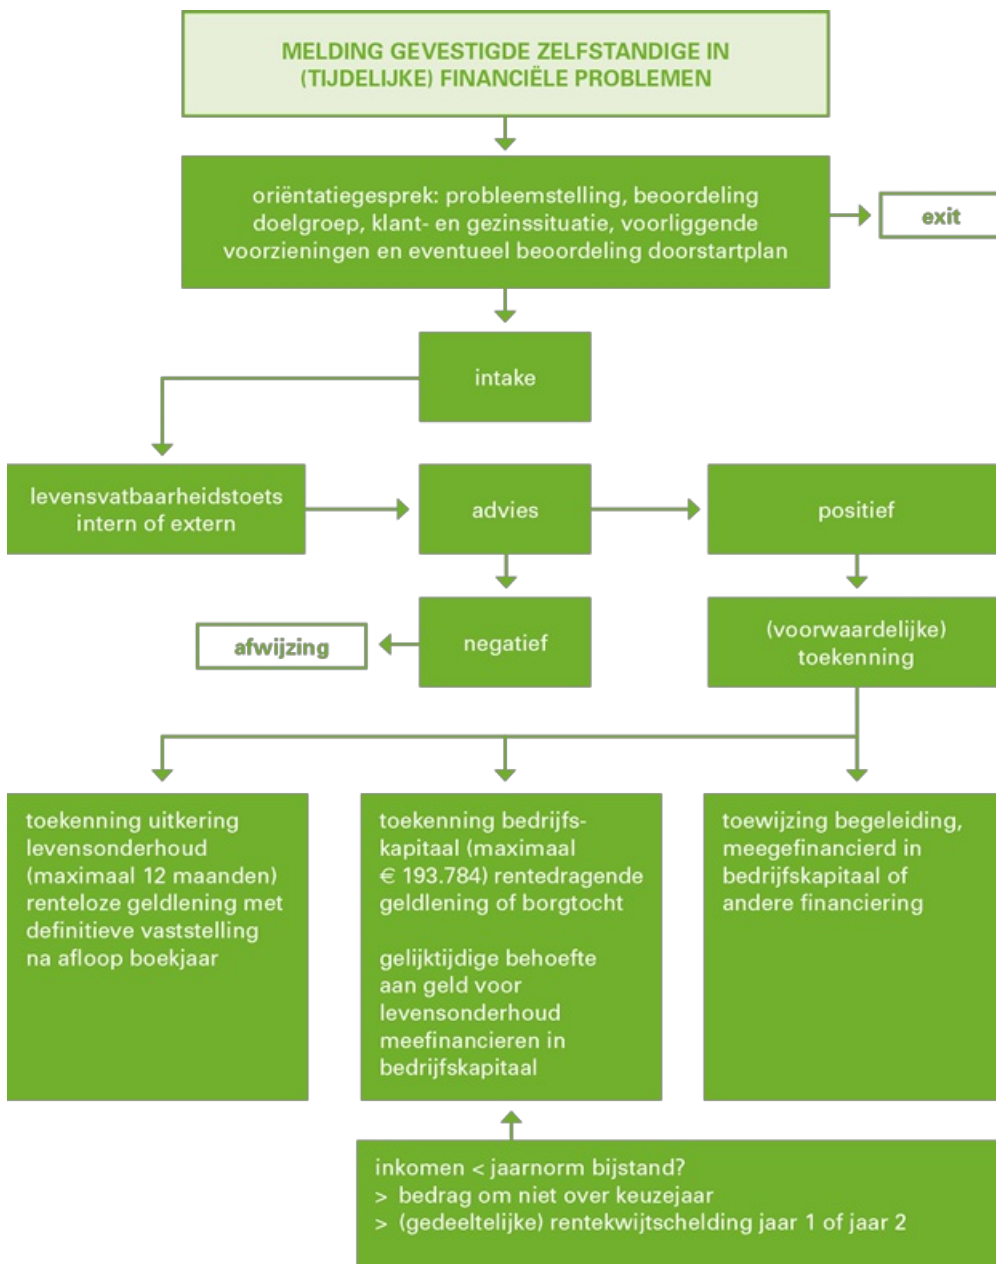 MELDING GEVESTIGDE ZELFSTANDIGE IN
(TIJDELIJKE) FINANCIËLE PROBLEMEN
oriëntatiegesprek: probleemstelling, beoordeling
doelgroep, klant- en gezinssituatie, voorliggende
voorzieningen en eventueel beoordeling doorstartplan
exit
intake
levensvatbaarheidstoets
intern of extern
advies
positief
afwijzing
negatief
(voorwaardelijke)
toekenning
toekenning uitkering
levensonderhoud
(maximaal 12 maanden)
renteloze geldlening met
definitieve vaststelling
na afloop boekjaar
toekenning bedrijfs-
kapitaal (maximaal
€ 193.784) rentedragende
geldlening of borgtocht
gelijktijdige behoefte
aan geld voor
levensonderhoud
meefinancieren in
bedrijfskapitaal
toewijzing begeleiding,
meegefinancierd in
bedrijfskapitaal of
andere financiering
inkomen < jaarnorm bijstand?
> bedrag om niet over keuzejaar
> (gedeeltelijke) rentekwijtschelding jaar 1 of jaar 2